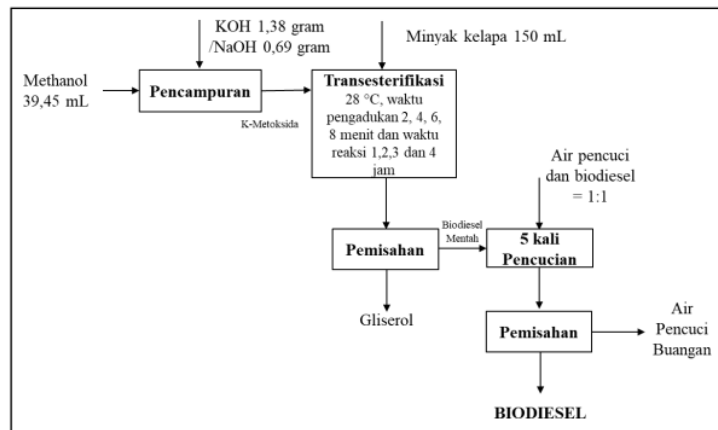 KOH 1,38 gram
/NaOH 0,69 gram
Minyak kelapa 150 mL
Methanol
39,45 mL
Pencampuran
K-Metoksida
Transesterifikasi
28 °C, waktu
pengadukan 2, 4, 6,
8 menit dan waktu
reaksi 1,2,3 dan 4
jam
Air pencuci
dan biodiesel
= 1:1
Pemisahan
Biodiesel
Mentah
5 kali
Pencucian
Gliserol
Pemisahan
Air
Pencuci
Buangan
BIODIESEL